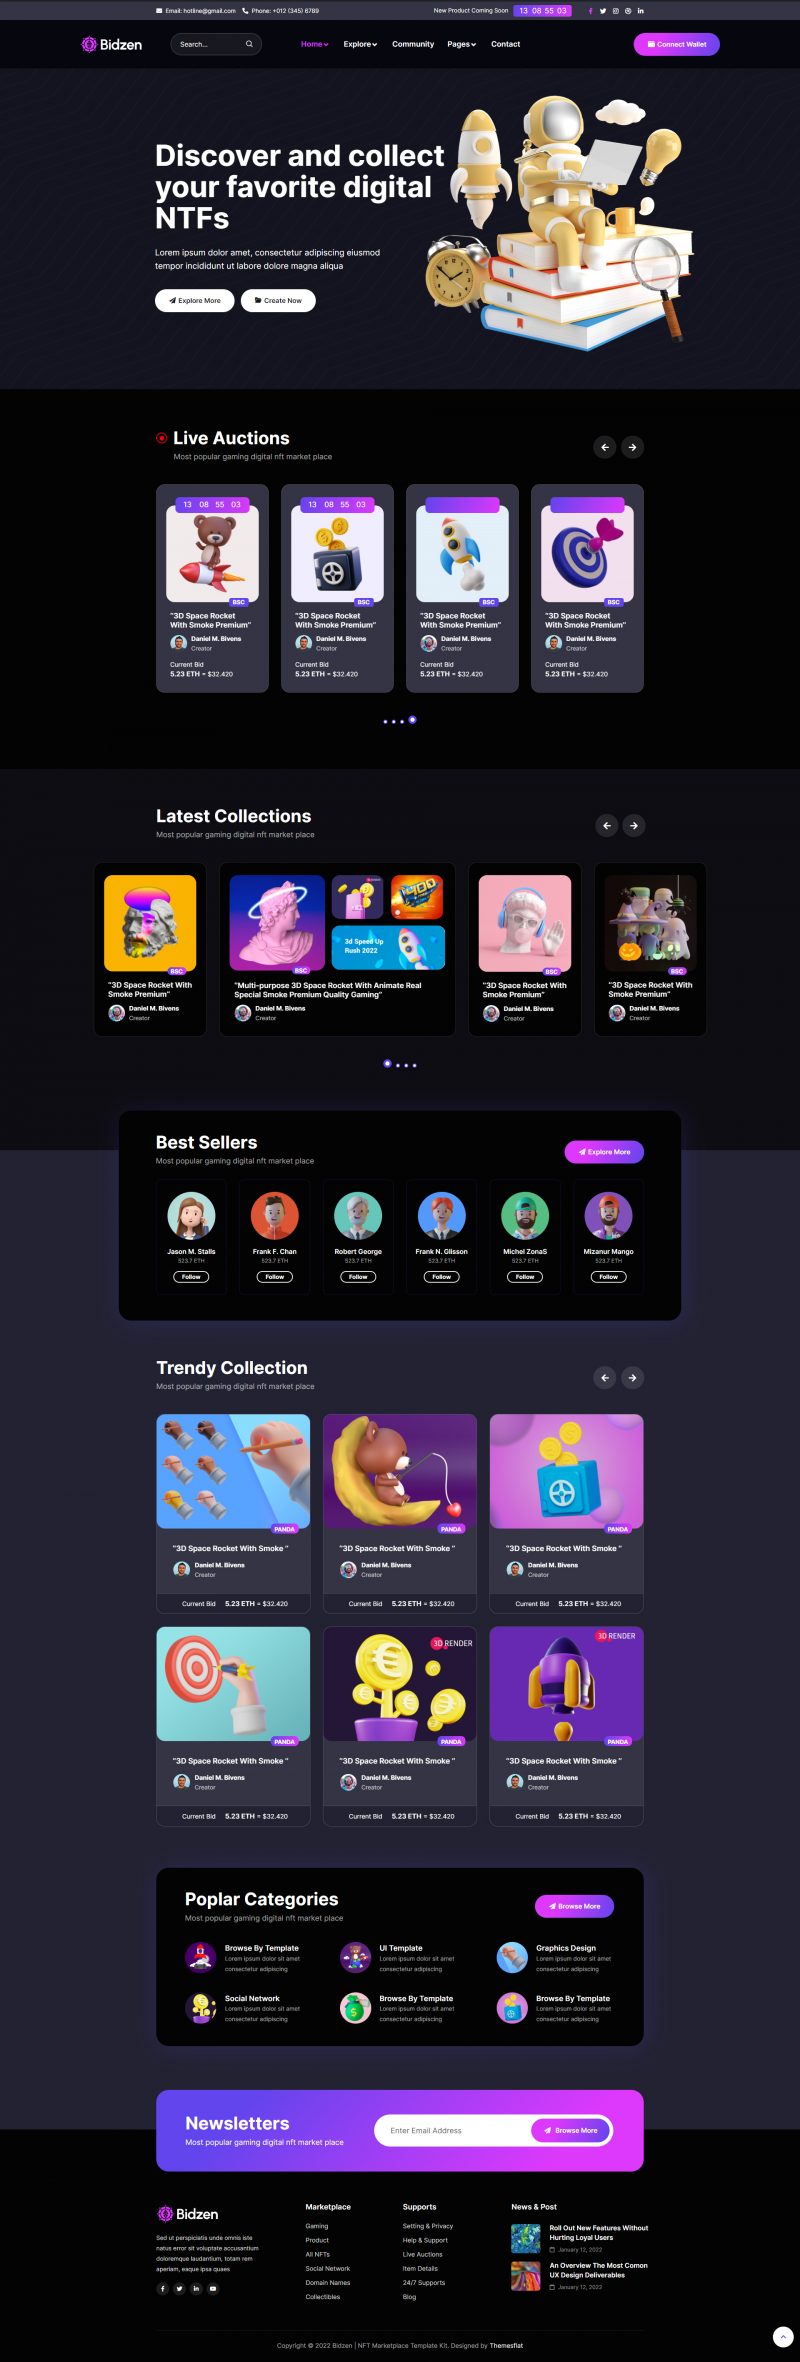 Email: hotline@gmail.com Phone: +012 (345) 6789 New Product Coming Soon 13 08 55 03
Bidzen Search... Home Explore Community Pages Contact Connect Wallet
Discover and collect
your favorite digital
NTFs
Lorem ipsum dolor amet, consectetur adipiscing eiusmod
tempor incididunt ut labore dolore magna aliqua
Explore More Create Now
Live Auctions
Most popular gaming digital nft market place
13 08 55 03 13 08 55 03
BSC BSC BSC BSC
"3D Space Rocket "3D Space Rocket "3D Space Rocket "3D Space Rocket
With Smoke Premium" With Smoke Premium" With Smoke Premium" With Smoke Premium"
Daniel M. Bivens Daniel M. Bivens Daniel M. Bivens Daniel M. Bivens
Creator Creator Creator Creator
Current Bid Current Bid Current Bid Current Bid
5.23 ETH = $32.420 5.23 ETH = $32.420 5.23 ETH = $32.420 5.23 ETH = $32.420
Latest Collections
Most popular gaming digital nft market place
3d Speed Up
Rush 2022
BSC BSC BSC BSC
"3D Space Rocket With "Multi-purpose 3D Space Rocket With Animate Real "3D Space Rocket With "3D Space Rocket With
Smoke Premium" Special Smoke Premium Quality Gaming" Smoke Premium" Smoke Premium"
Daniel M. Bivens Daniel M. Bivens Daniel M. Bivens Daniel M. Bivens
Creator Creator Creator Creator
Best Sellers
Most popular gaming digital nft market place
Explore More
Jason M. Stalls Frank F. Chan Robert George Frank N. Glisson Michel ZonaS Mizanur Mango
523.7 ETH 523.7 ETH 523.7 ETH 523.7 ETH 523.7 ETH 523.7 ETH
Follow Follow Follow Follow Follow Follow
Trendy Collection
Most popular gaming digital nft market place
PANDA PANDA PANDA
"3D Space Rocket With Smoke " "3D Space Rocket With Smoke " "3D Space Rocket With Smoke "
Daniel M. Bivens Daniel M. Bivens Daniel M. Bivens
Creator Creator Creator
Current Bid 5.23 ETH = $32.420 Current Bid 5.23 ETH = $32.420 Current Bid 5.23 ETH = $32.420
3D RENDER 3D RENDER
PANDA PANDA PANDA
"3D Space Rocket With Smoke " "3D Space Rocket With Smoke " "3D Space Rocket With Smoke "
Daniel M. Bivens Daniel M. Bivens Daniel M. Bivens
Creator Creator Creator
Current Bid 5.23 ETH = $32.420 Current Bid 5.23 ETH = $32.420 Current Bid 5.23 ETH = $32.420
Poplar Categories
Most popular gaming digital nft market place
Browse More
Browse By Template UI Template Graphics Design
Lorem ipsum dolor sit amet Lorem ipsum dolor sit amet Lorem ipsum dolor sit amet
consectetur adipiscing consectetur adipiscing consectetur adipiscing
Social Network Browse By Template Browse By Template
Lorem ipsum dolor sit amet Lorem ipsum dolor sit amet Lorem ipsum dolor sit amet
consectetur adipiscing consectetur adipiscing consectetur adipiscing
Newsletters
Most popular gaming digital nft market place
Enter Email Address Browse More
Bidzen
Sed ut perspiciatis unde omnis iste
natus error sit voluptate accusantium
doloremque laudantium, totam rem
aperiam, eaque ipsa quaes
Marketplace
Gaming
Product
All NFTs
Social Network
Domain Names
Collectibles
Supports
Setting & Privacy
Help & Support
Live Auctions
Item Details
24/7 Supports
Blog
News & Post
Roll Out New Features Without
Hurting Loyal Users
January 12, 2022
An Overview The Most Comon
UX Design Deliverables
January 12, 2022
Copyright © 2022 Bidzen | NFT Marketplace Template Kit. Designed by Themesflat